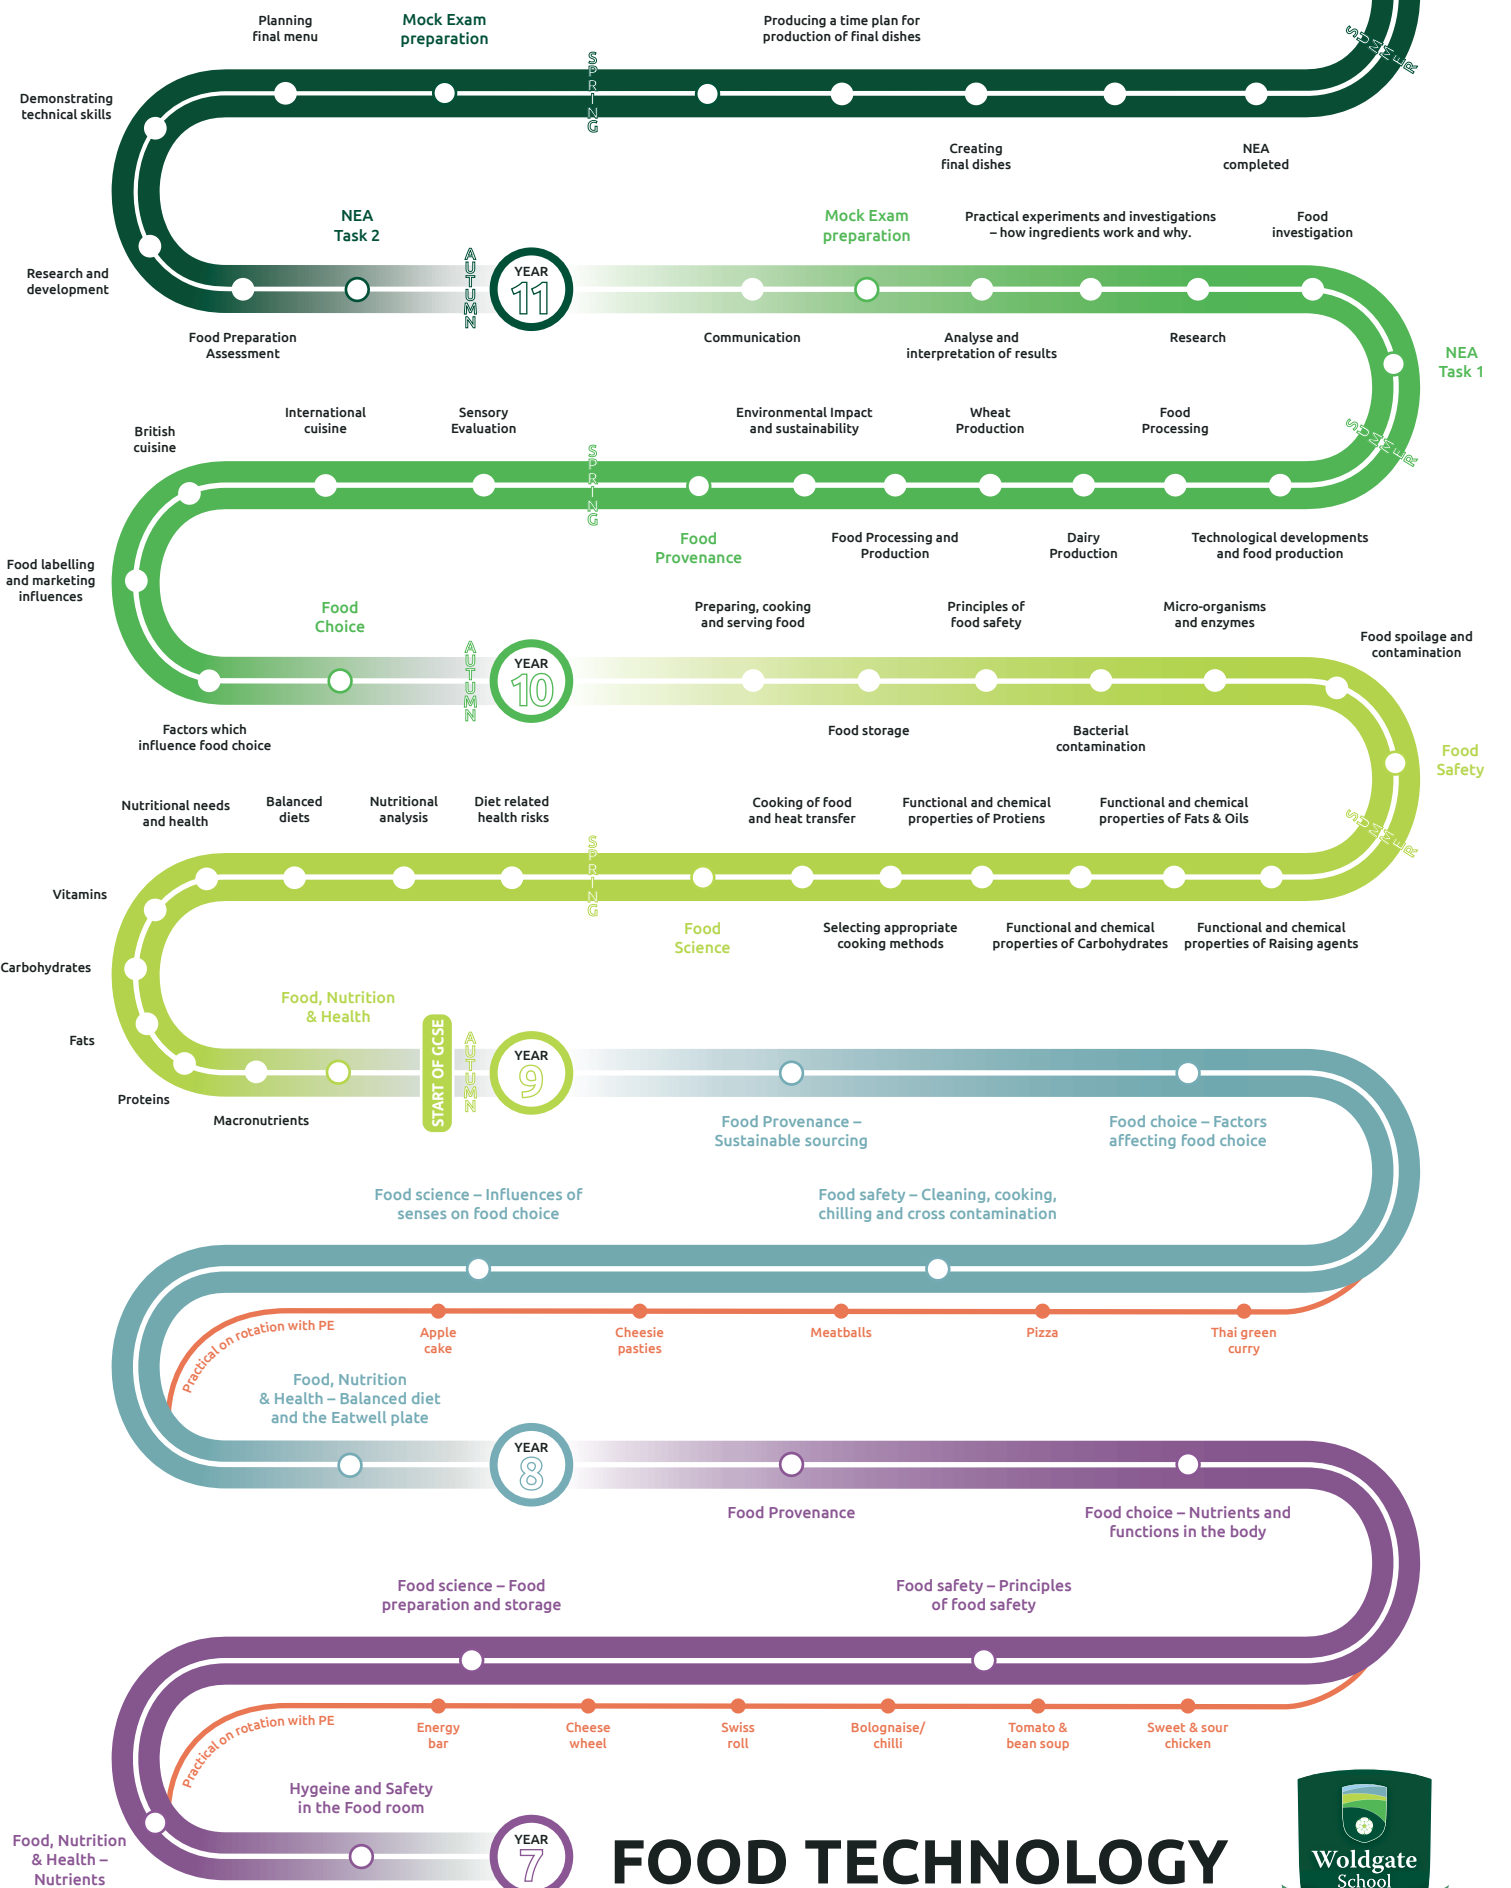 Planning
final menu
Mock Exam
preparation
Producing a time plan for
production of final dishes
SUMMER
SPRING
Demonstrating
technical skills
Creating
final dishes
NEA
completed
NEA
Task 2
Mock Exam
preparation
Practical experiments and investigations
– how ingredients work and why.
Food
investigation
Research and
development
AUTUMN
YEAR
11
Food Preparation
Assessment
Communication
Analyse and
interpretation of results
Research
NEA
Task 1
British
cuisine
International
cuisine
Sensory
Evaluation
SPRING
Environmental Impact
and sustainability
Wheat
Production
Food
Processing
SUMMER
Food
Provenance
Food Processing and
Production
Dairy
Production
Technological developments
and food production
Food labelling
and marketing
influences
Food
Choice
Preparing, cooking
and serving food
Principles of
food safety
Micro-organisms
and enzymes
Food spoilage and
contamination
AUTUMN
YEAR
10
Factors which
influence food choice
Food storage
Bacterial
contamination
Food
Safety
Nutritional needs
and health
Balanced
diets
Nutritional
analysis
Diet related
health risks
SPRING
Cooking of food
and heat transfer
Functional and chemical
properties of Protiens
Functional and chemical
properties of Fats & Oils
SUMMER
Vitamins
Food
Science
Selecting appropriate
cooking methods
Functional and chemical
properties of Carbohydrates
Functional and chemical
properties of Raising agents
Carbohydrates
Food, Nutrition
& Health
Fats
START OF GCSE
AUTUMN
YEAR
9
Proteins
Macronutrients
Food Provenance –
Sustainable sourcing
Food choice – Factors
affecting food choice
Food science – Influences of
senses on food choice
Food safety – Cleaning, cooking,
chilling and cross contamination
Practical on rotation with PE
Apple
cake
Cheesie
pasties
Meatballs
Pizza
Thai green
curry
Food, Nutrition
& Health – Balanced diet
and the Eatwell plate
YEAR
8
Food Provenance
Food choice – Nutrients and
functions in the body
Food science – Food
preparation and storage
Food safety – Principles
of food safety
Practical on rotation with PE
Energy
bar
Cheese
wheel
Swiss
roll
Bolognaise/
chilli
Tomato &
bean soup
Sweet & sour
chicken
Hygeine and Safety
in the Food room
Food, Nutrition
& Health –
Nutrients
YEAR
7
FOOD TECHNOLOGY
Woldgate
School